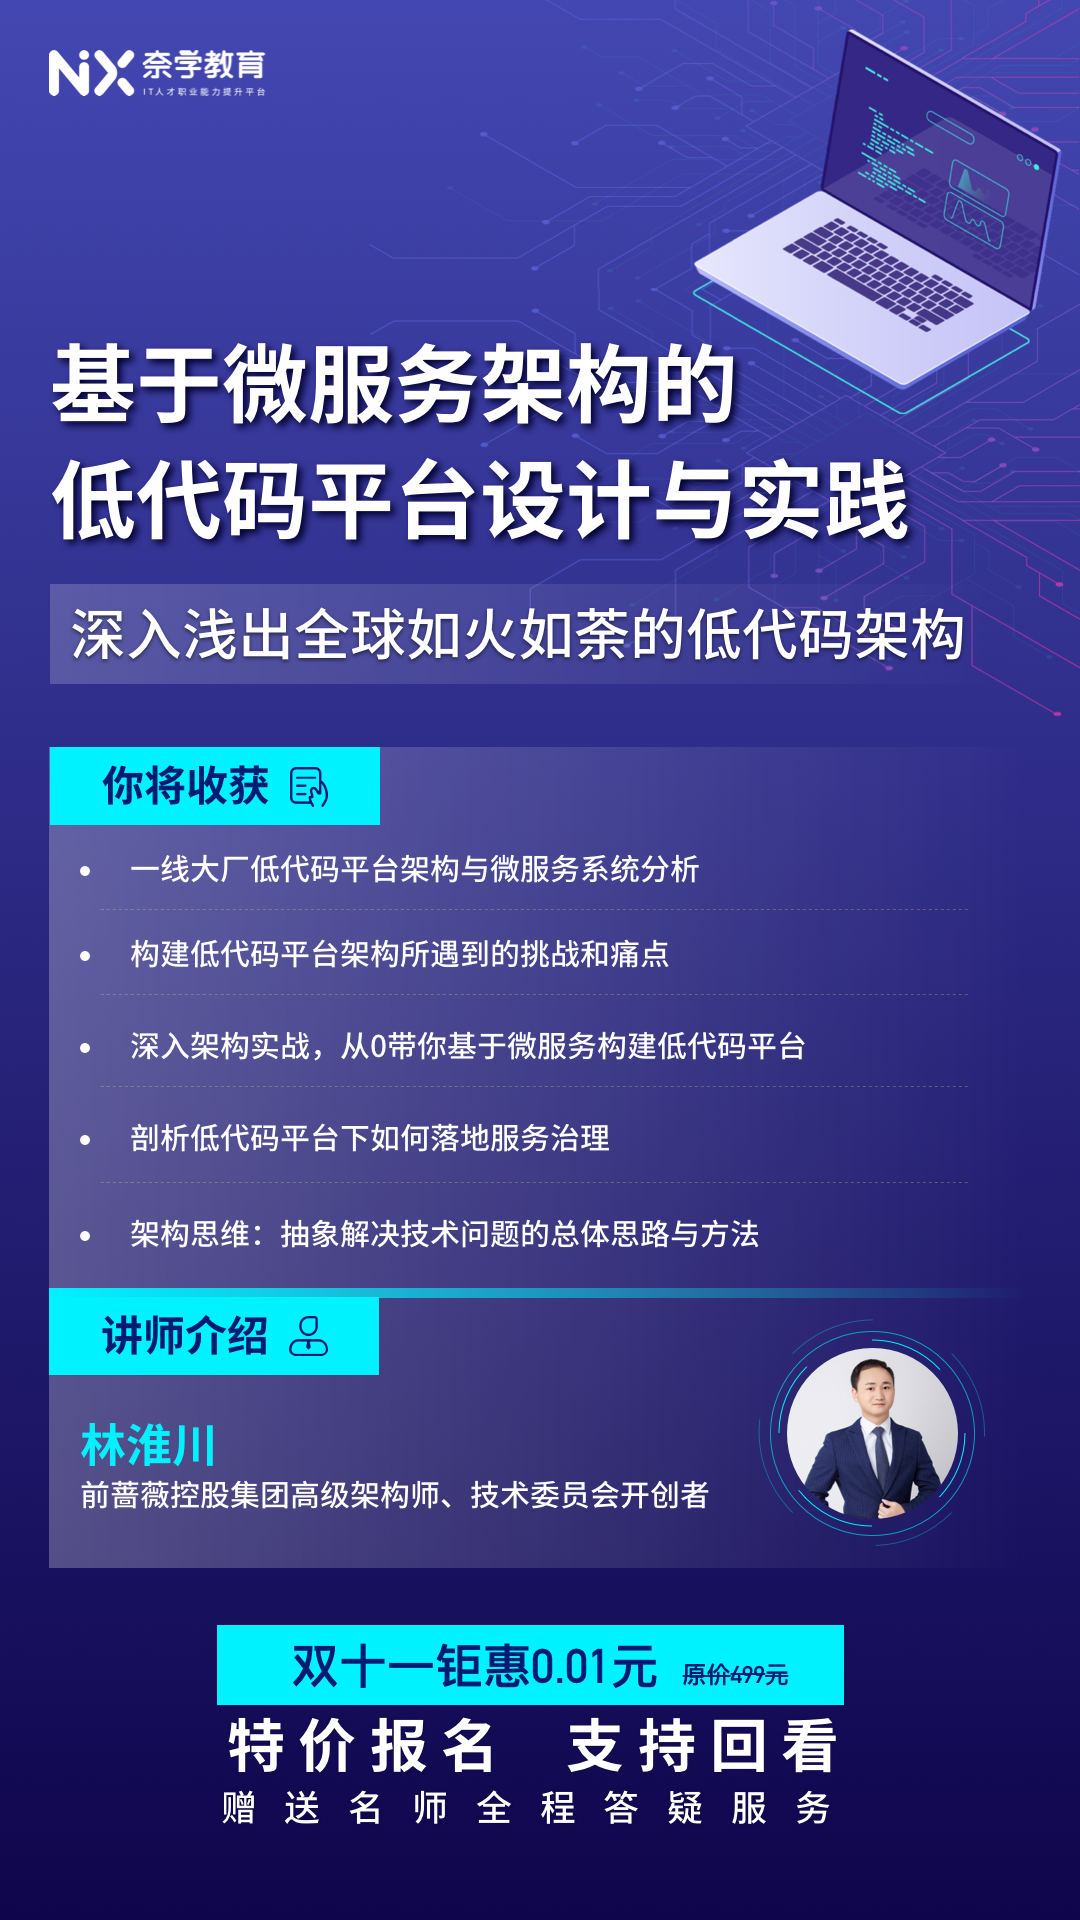 NiX 奈学教育
IT人才职业能力提升平台
基于微服务架构的
低代码平台设计与实践
深入浅出全球如火如荼的低代码架构
你将收获
• 一线大厂低代码平台架构与微服务系统分析
• 构建低代码平台架构所遇到的挑战和痛点
• 深入架构实战，从0带你基于微服务构建低代码平台
• 剖析低代码平台下如何落地服务治理
• 架构思维：抽象解决技术问题的总体思路与方法
讲师介绍
林淮川
前蔷薇控股集团高级架构师、技术委员会开创者
双十一钜惠0.01元 原价499元
特价报名 支持回看
赠送名师全程答疑服务